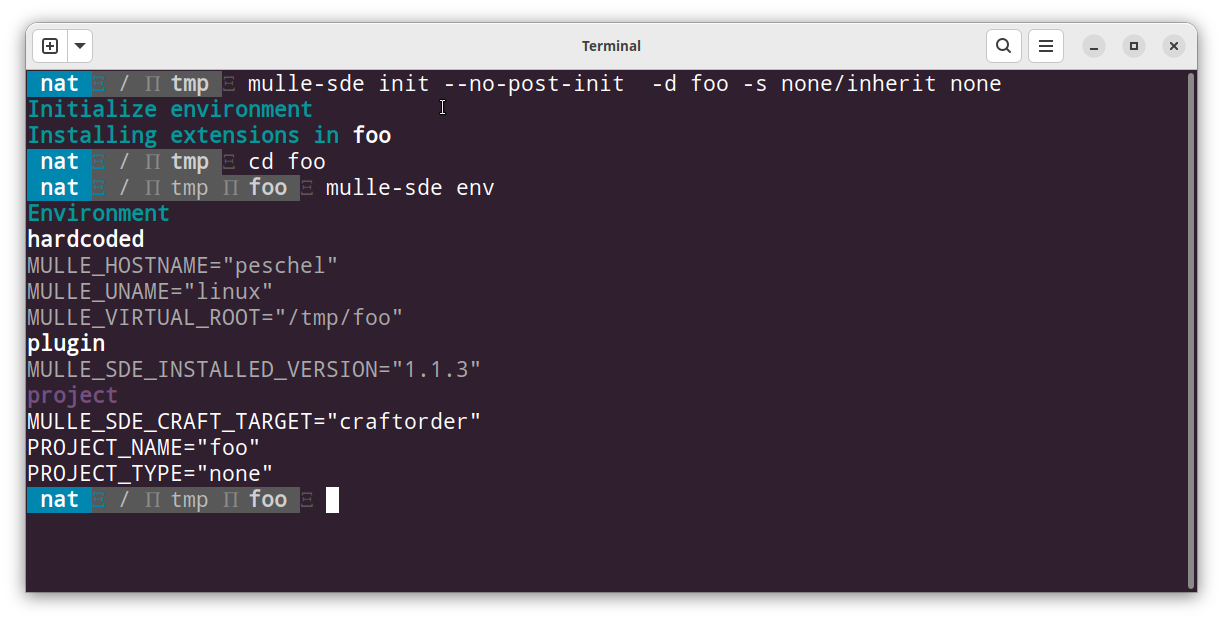 Terminal
nat Ξ / Π tmp Ξ mulle-sde init --no-post-init  -d foo -s none/inherit none
Initialize environment
Installing extensions in foo
nat Ξ / Π tmp Ξ cd foo
nat Ξ / Π tmp Π foo Ξ mulle-sde env
Environment
hardcoded
MULLE_HOSTNAME="peschel"
MULLE_UNAME="linux"
MULLE_VIRTUAL_ROOT="/tmp/foo"
plugin
MULLE_SDE_INSTALLED_VERSION="1.1.3"
project
MULLE_SDE_CRAFT_TARGET="craftorder"
PROJECT_NAME="foo"
PROJECT_TYPE="none"
nat Ξ / Π tmp Π foo Ξ